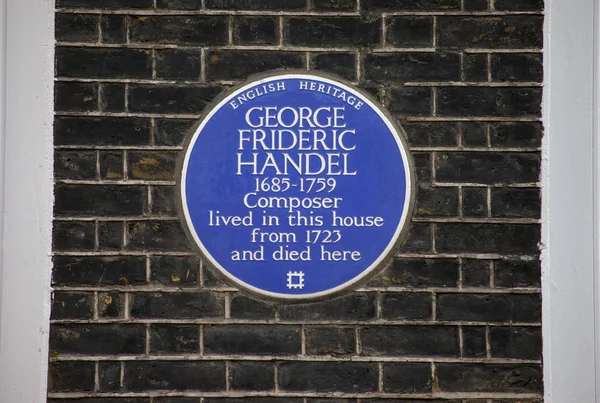 ENGLISH HERITAGE
GEORGE
FRIDERIC
HANDEL
1685-1759
Composer
lived in this house
from 1723
and died here